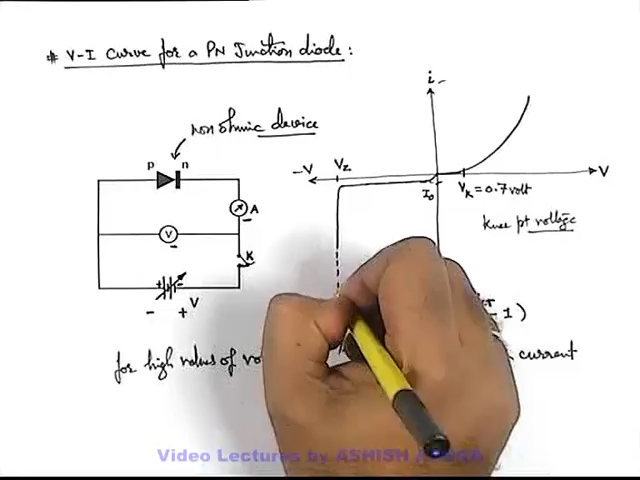 # V-I Curve for a PN Junction diode:
non ohmic device
p n
A
-
V
-
K
+ -
- + V
i
-V Vz V
I₀ Vₖ = 0.7 volt
knee pt voltage
- 1)
for high values of current
Video Lectures by ASHISH